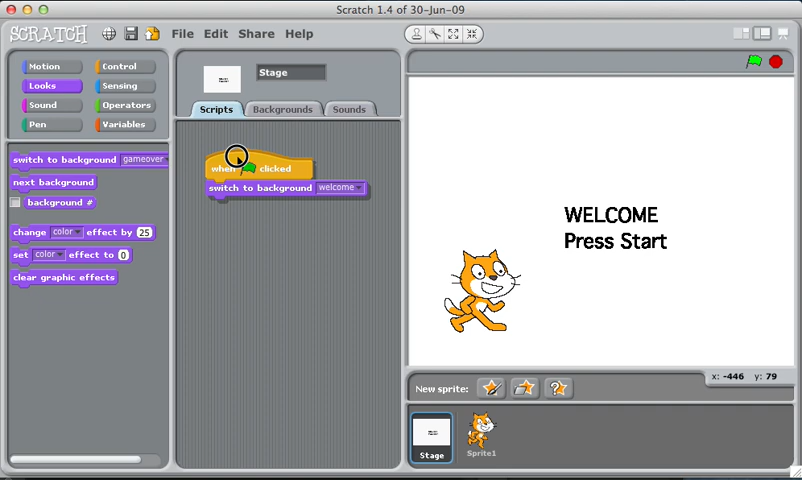 Scratch 1.4 of 30-Jun-09
SCRATCH
File Edit Share Help
Motion Control
Looks Sensing
Sound Operators
Pen Variables
switch to background gameover
next background
background #
change color effect by 25
set color effect to 0
clear graphic effects
Stage
Scripts Backgrounds Sounds
when clicked
switch to background welcome
WELCOME
Press Start
x: -446 y: 79
New sprite:
Stage
Sprite1